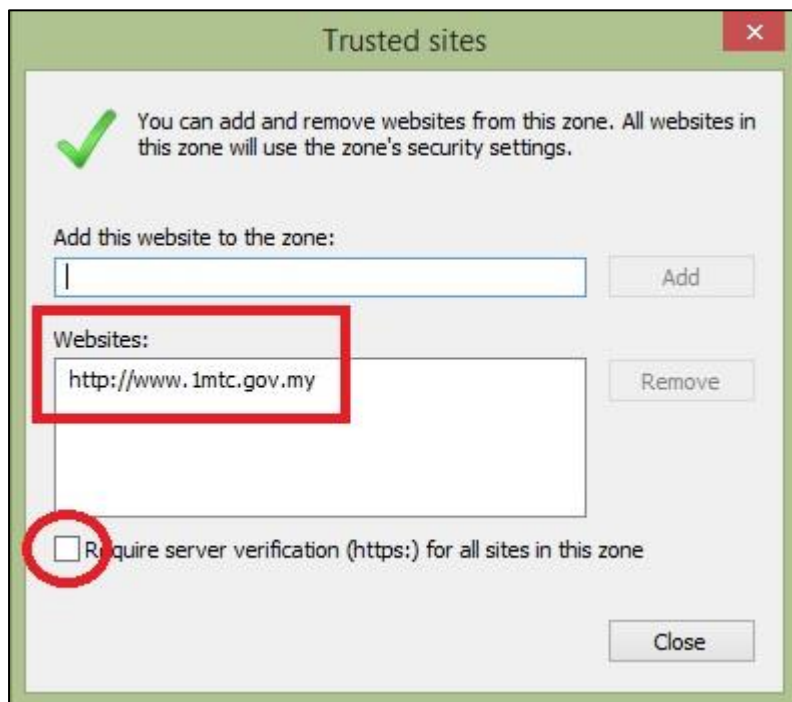 Trusted sites
You can add and remove websites from this zone. All websites in
this zone will use the zone's security settings.
Add this website to the zone:
Add
Websites:
http://www.1mtc.gov.my
Remove
Require server verification (https:) for all sites in this zone
Close